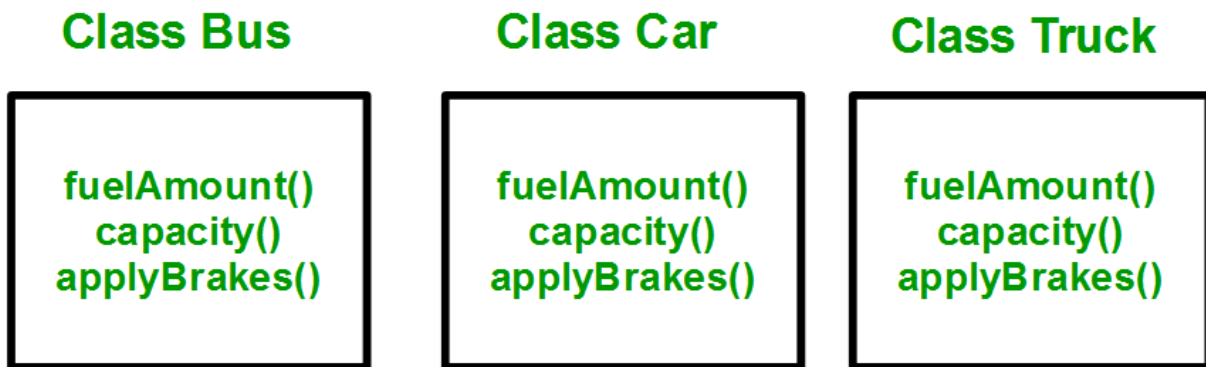 Class Bus
Class Car
Class Truck
fuelAmount()
capacity()
applyBrakes()
fuelAmount()
capacity()
applyBrakes()
fuelAmount()
capacity()
applyBrakes()